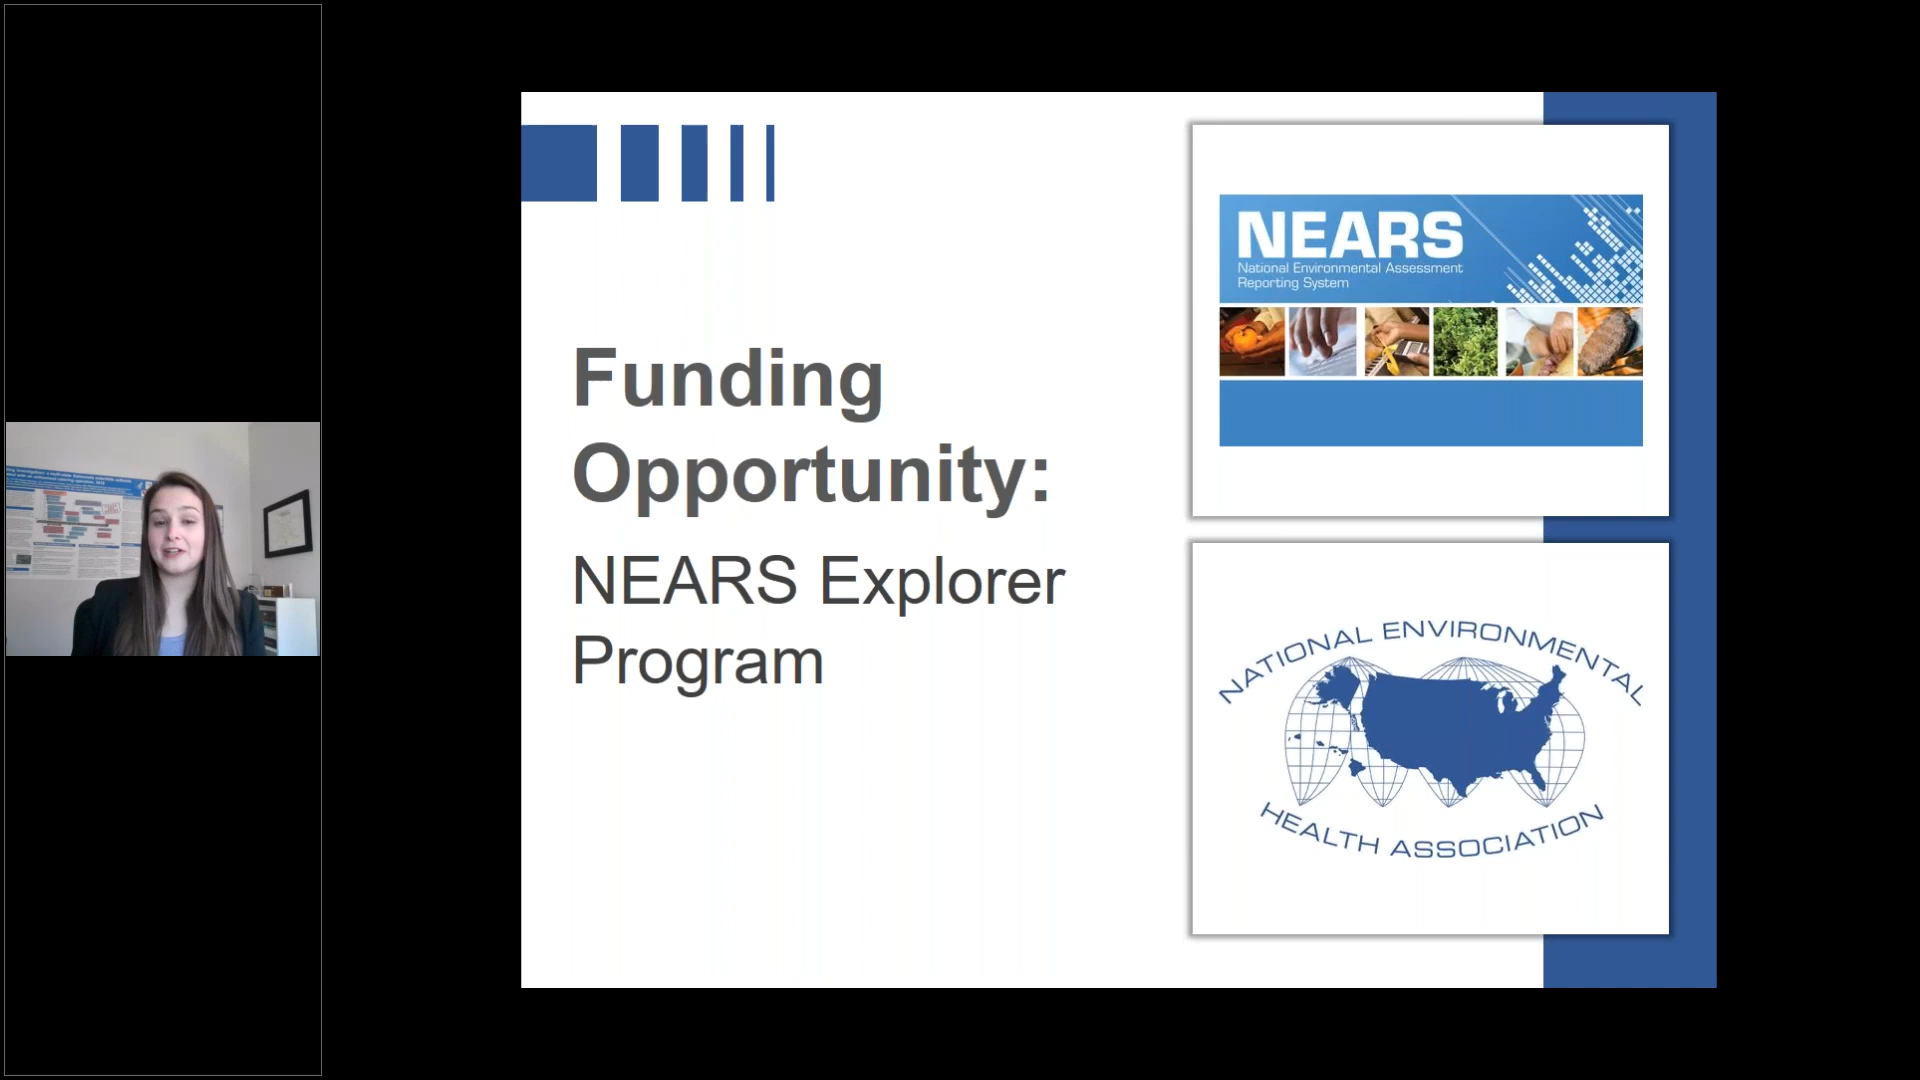 Funding
Opportunity:
NEARS Explorer
Program
NEARS
National Environmental Assessment
Reporting System
NATIONAL ENVIRONMENTAL
HEALTH ASSOCIATION